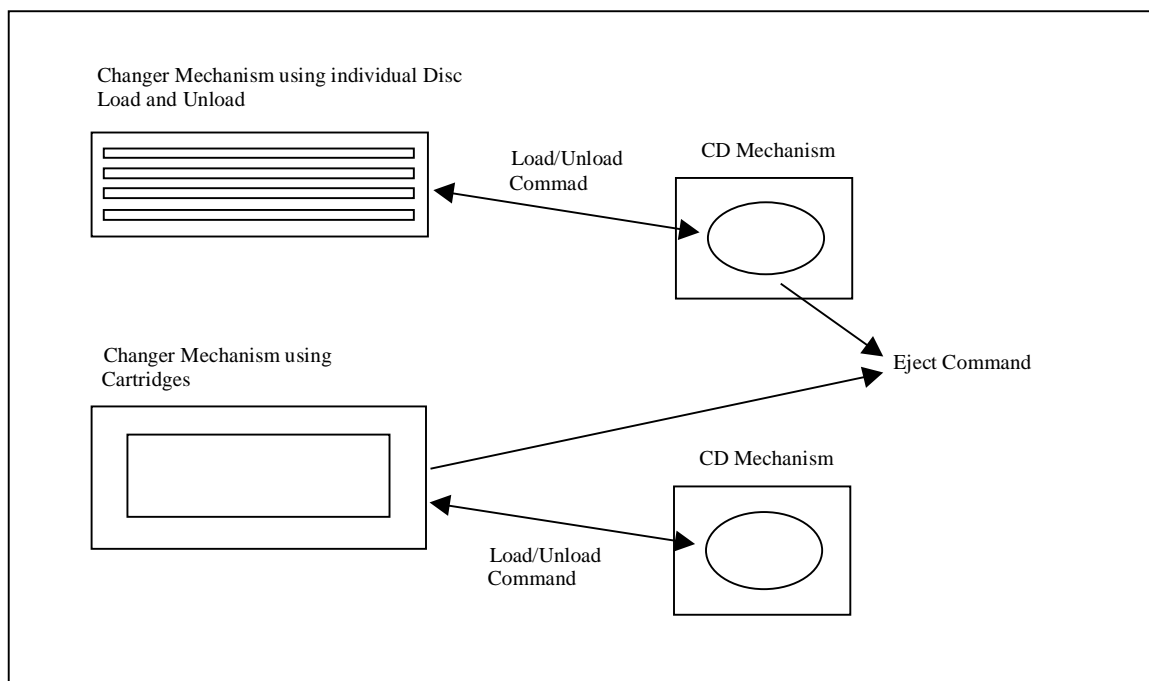 Changer Mechanism using individual Disc
Load and Unload
Load/Unload
Commad
CD Mechanism
Changer Mechanism using
Cartridges
Eject Command
CD Mechanism
Load/Unload
Command